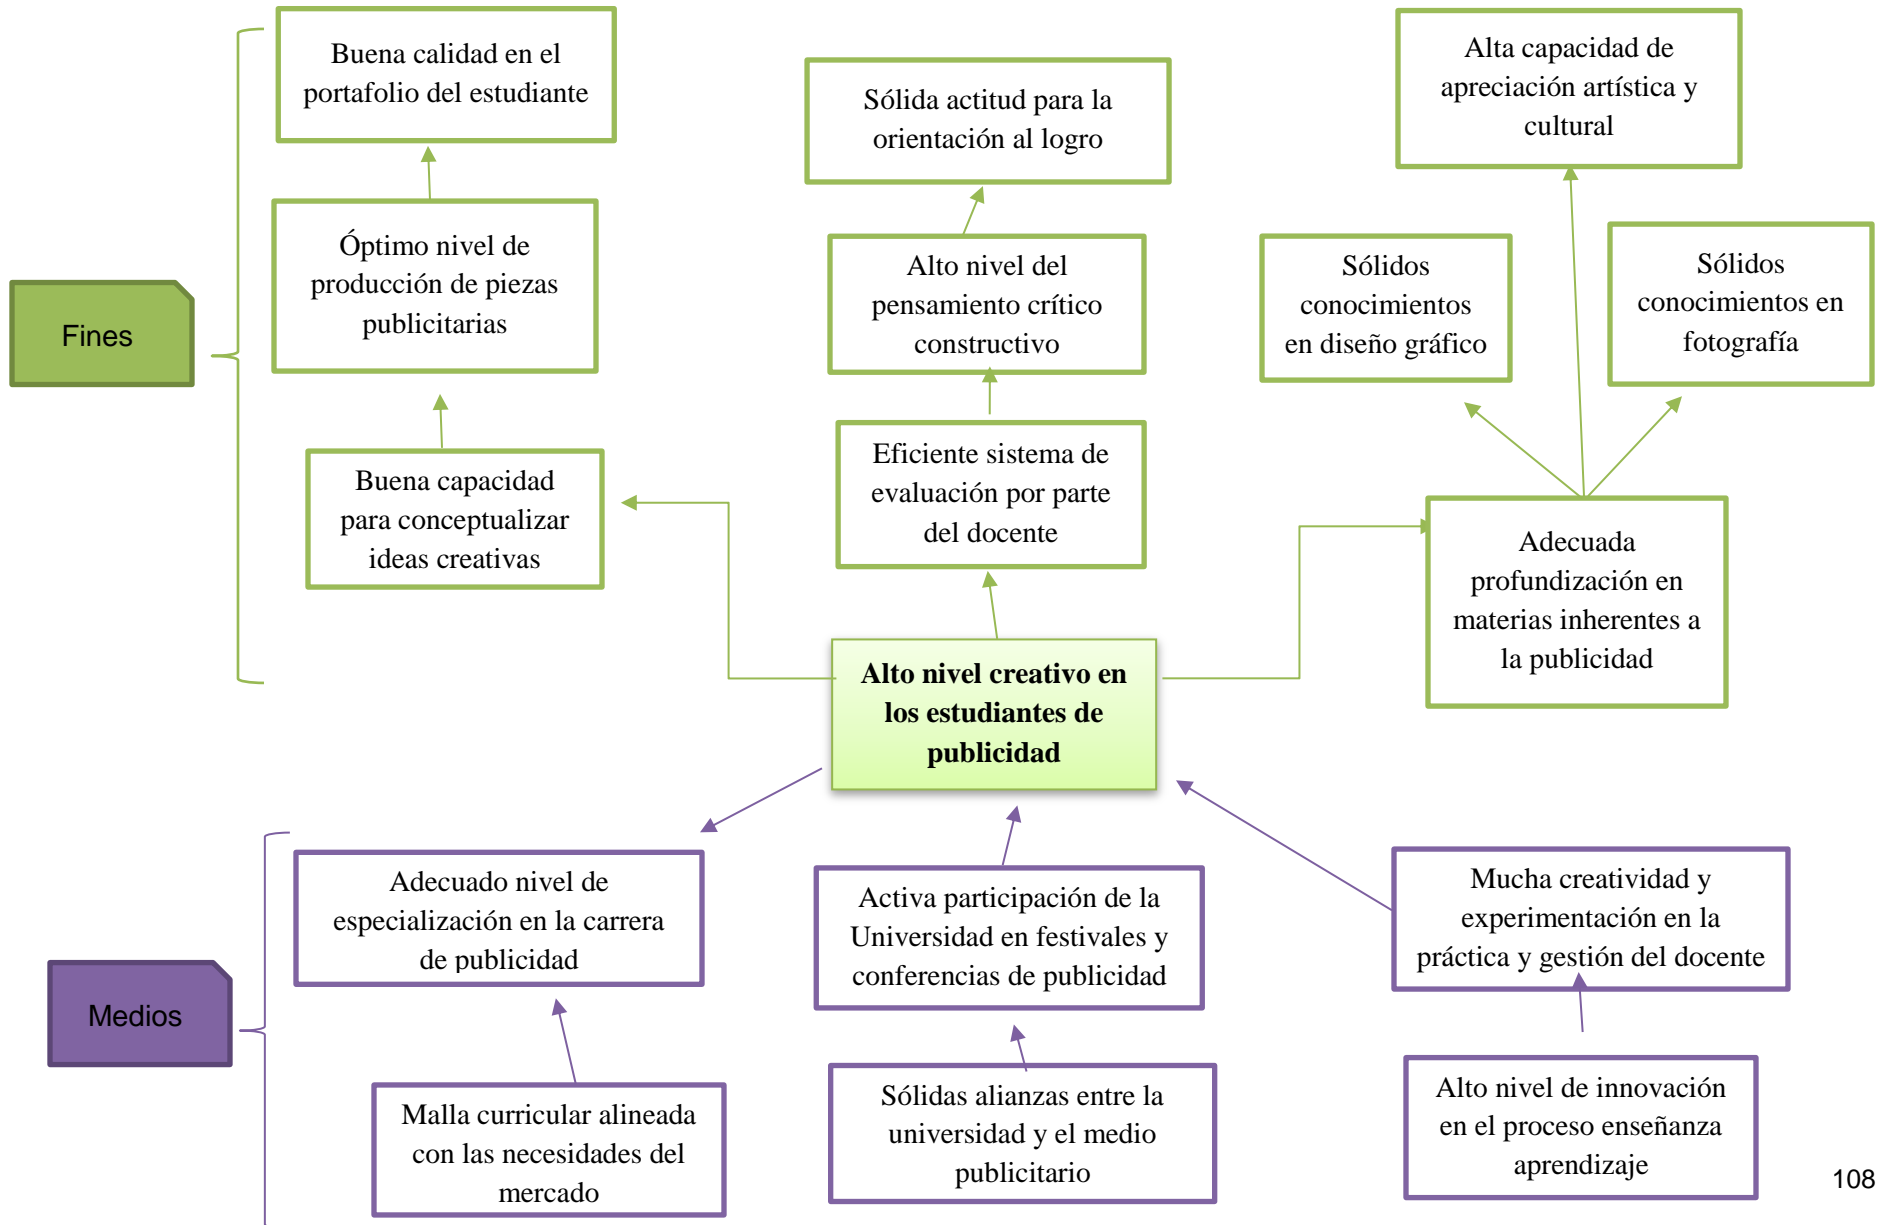 Buena calidad en el
portafolio del estudiante
Sólida actitud para la
orientación al logro
Alta capacidad de
apreciación artística y
cultural
Óptimo nivel de
producción de piezas
publicitarias
Alto nivel del
pensamiento crítico
constructivo
Sólidos
conocimientos
en diseño gráfico
Sólidos
conocimientos en
fotografía
Fines
Buena capacidad
para conceptualizar
ideas creativas
Eficiente sistema de
evaluación por parte
del docente
Adecuada
profundización en
materias inherentes a
la publicidad
Alto nivel creativo en
los estudiantes de
publicidad
Adecuado nivel de
especialización en la carrera
de publicidad
Activa participación de la
Universidad en festivales y
conferencias de publicidad
Mucha creatividad y
experimentación en la
práctica y gestión del docente
Medios
Malla curricular alineada
con las necesidades del
mercado
Sólidas alianzas entre la
universidad y el medio
publicitario
Alto nivel de innovación
en el proceso enseñanza
aprendizaje
108